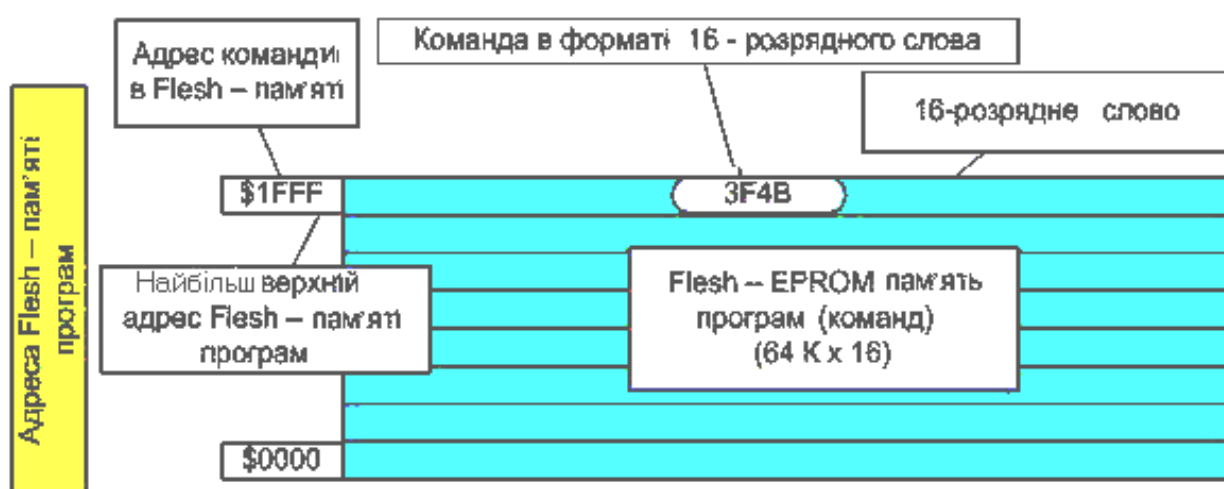 Адрес команди
в Flesh – пам'яті
Команда в форматі 16 - розрядного слова
16-розрядне слово
Адреса Flesh – пам'яті
програм
$1FFF
3F4B
Найбільш верхній
адрес Flesh – пам'яті
програм
Flesh – EPROM пам'ять
програм (команд)
(64 K x 16)
$0000